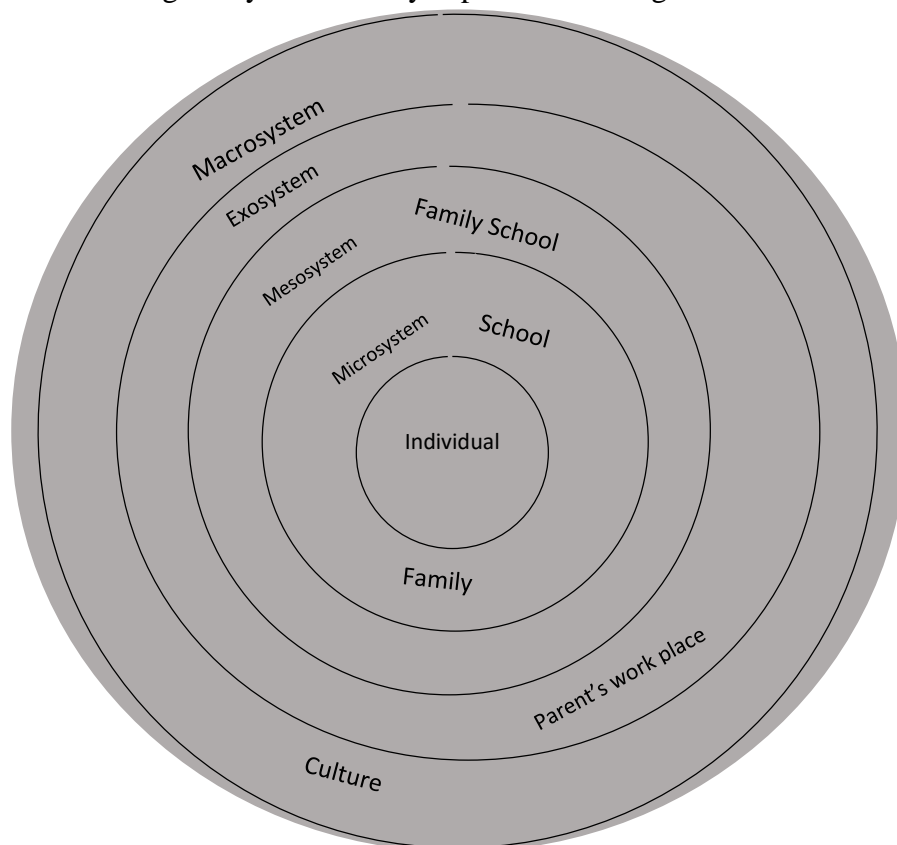 Macrosystem
Exosystem
Family School
Mesosystem
Microsystem
School
Individual
Family
Parent's work place
Culture